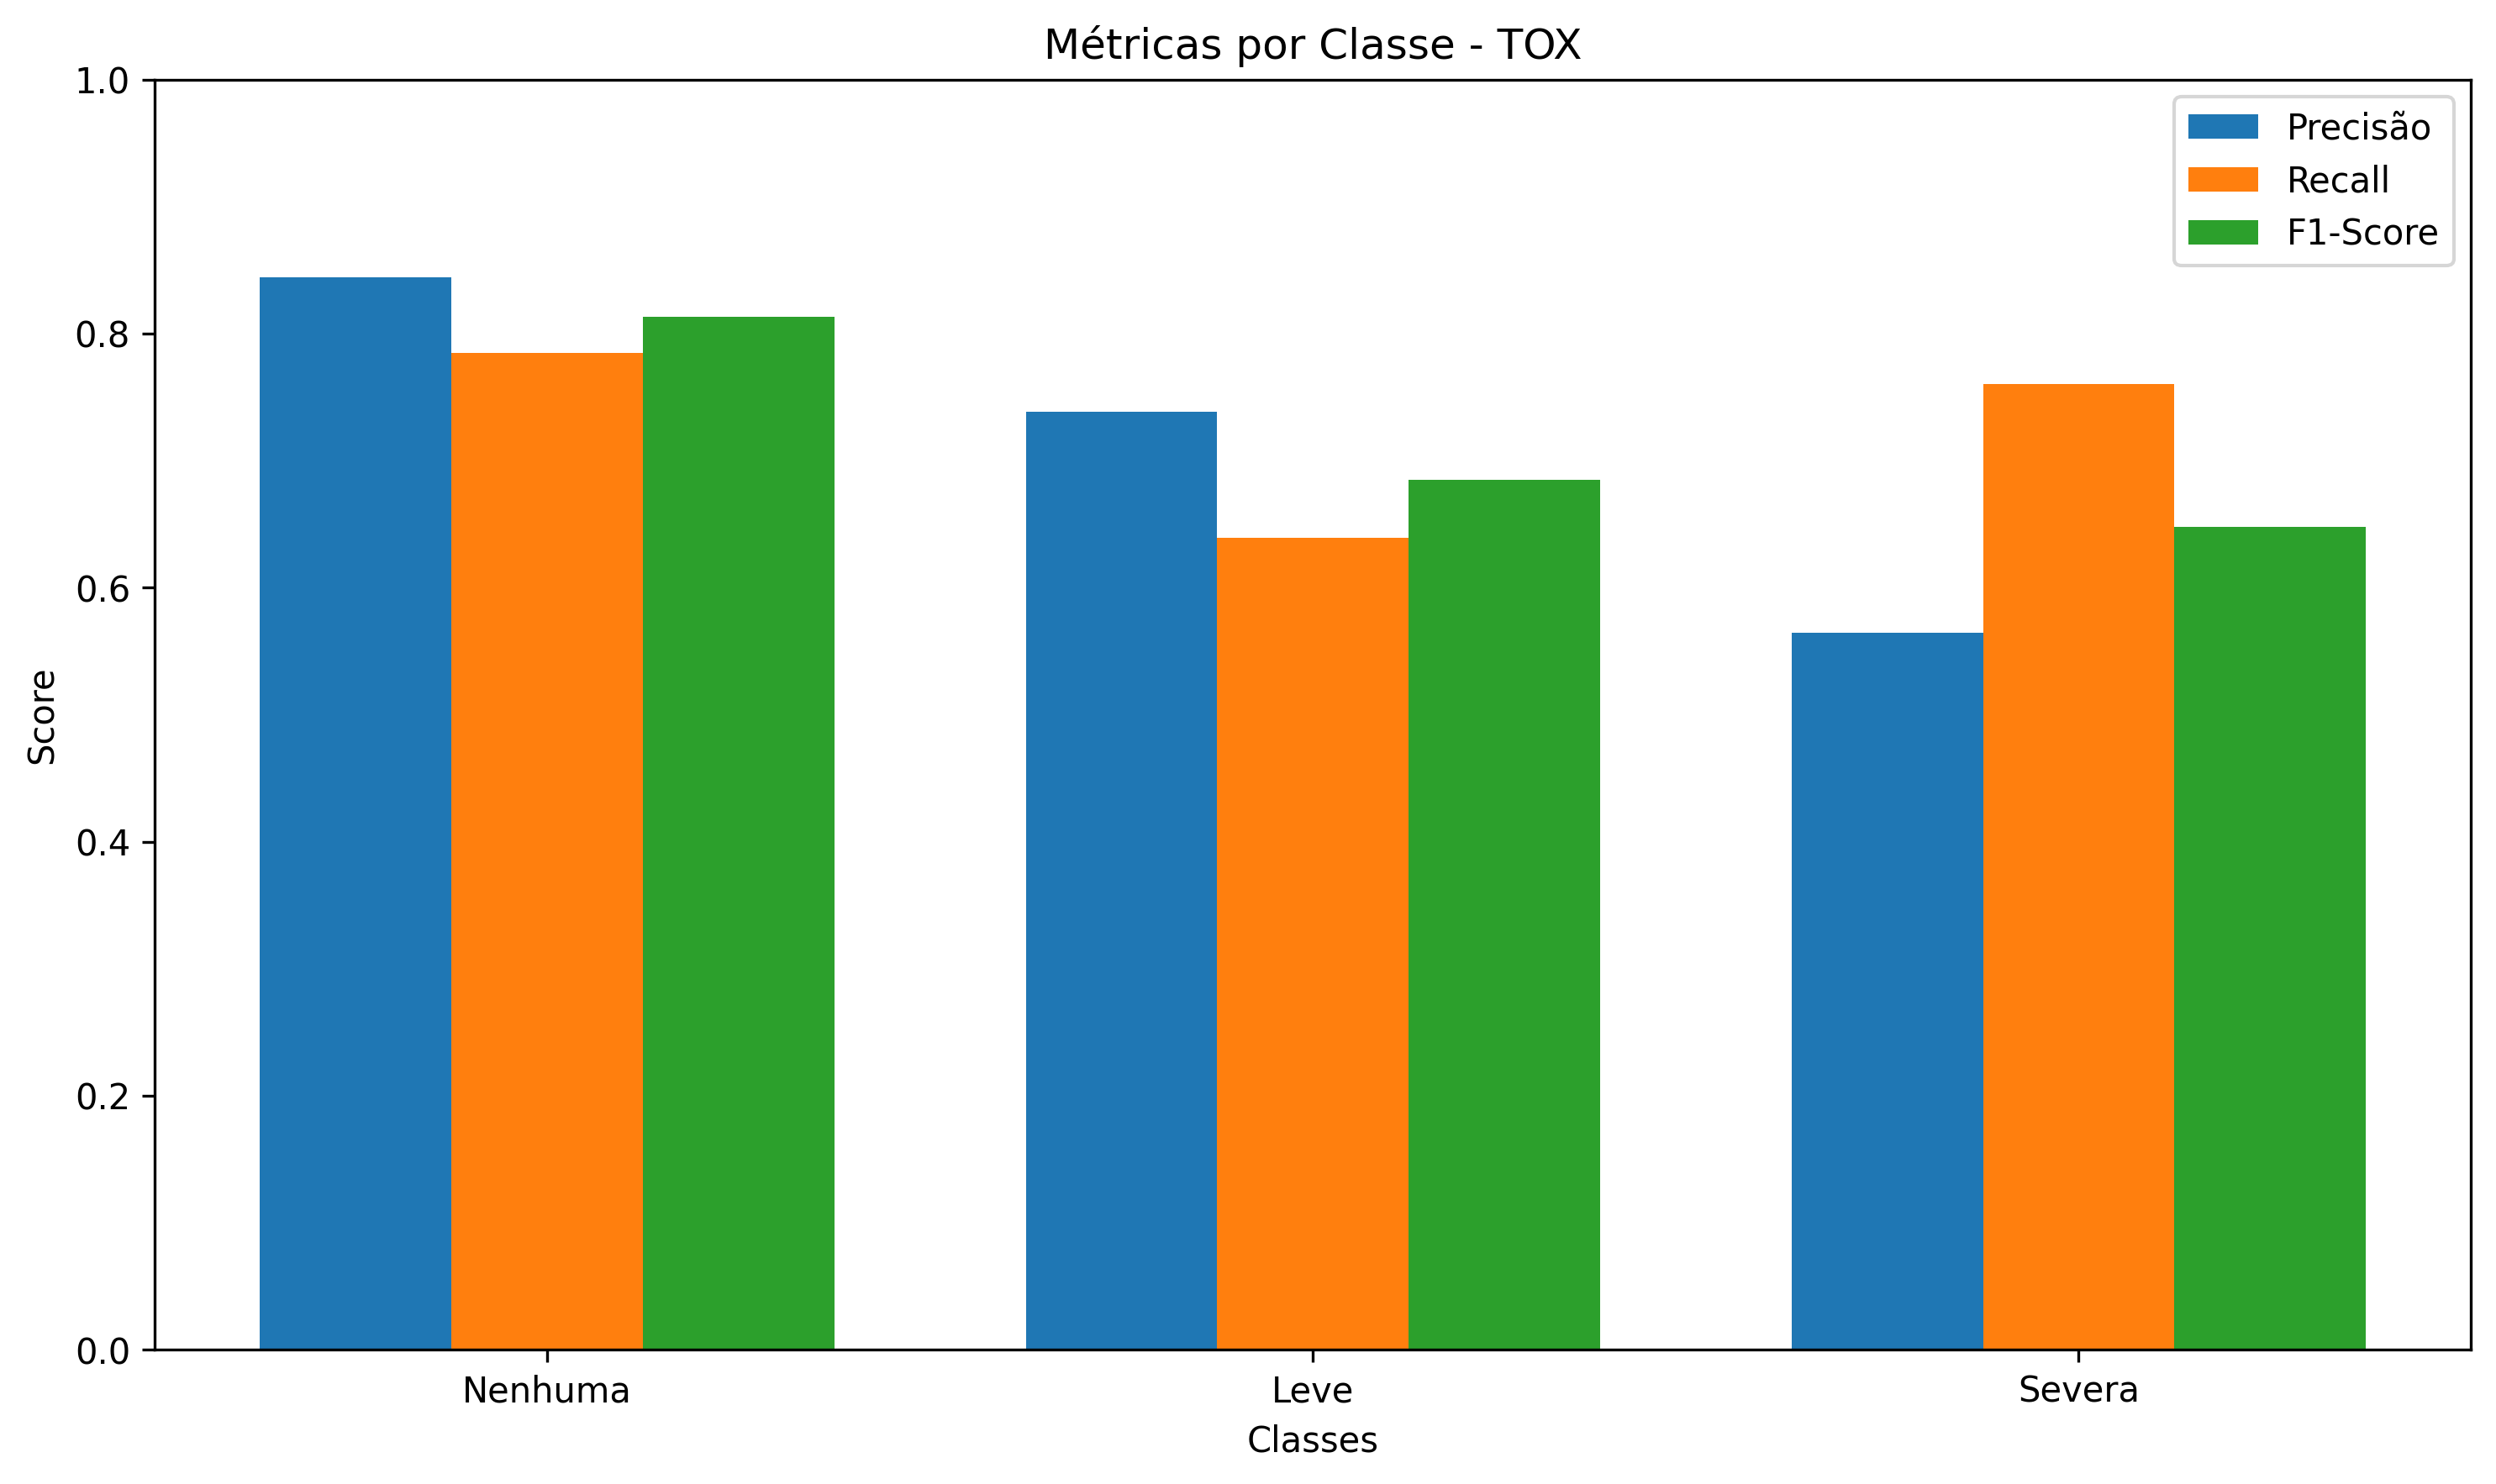 Métricas por Classe - TOX
Precisão
Recall
F1-Score
1.0
0.8
0.6
0.4
0.2
0.0
Score
Nenhuma
Leve
Severa
Classes